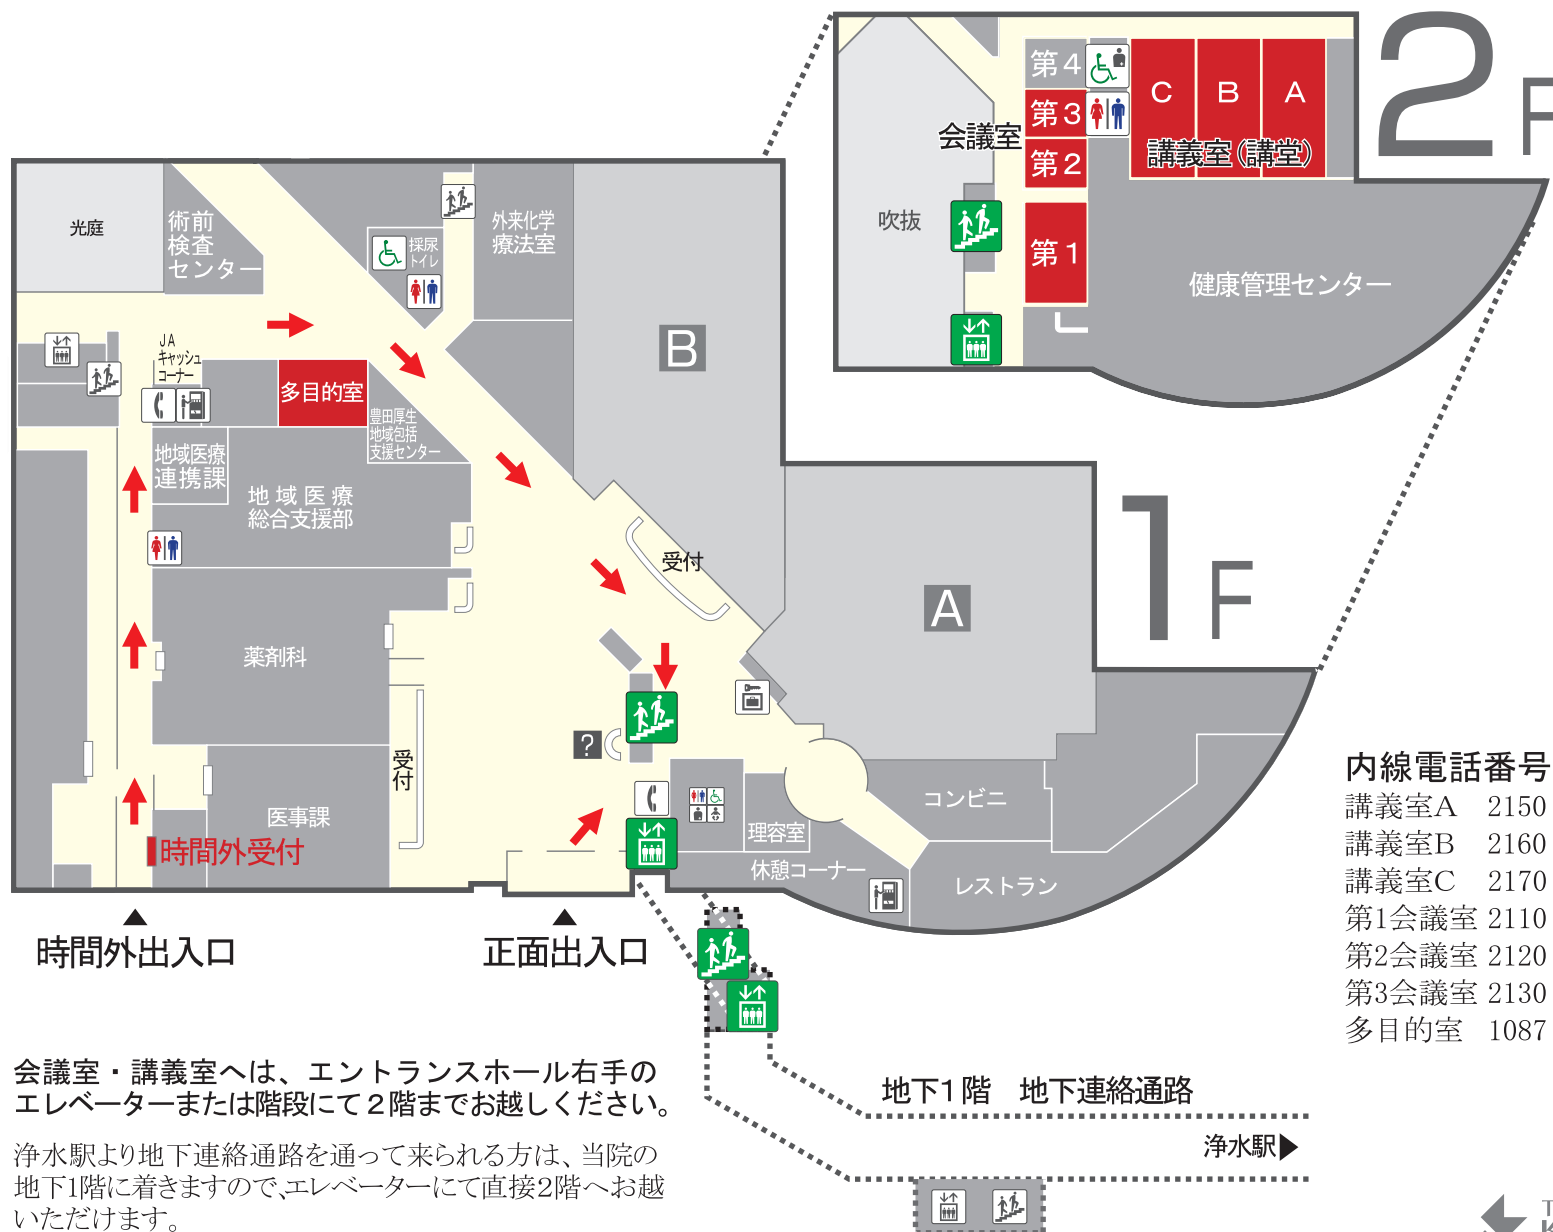 2F
第4
第3
第2
第1
会議室
C
B
A
講義室(講堂)
吹抜
健康管理センター
光庭
術前
検査
センター
採尿
トイレ
外来化学
療法室
B
JA
キャッシュ
コーナー
多目的室
豊田厚生
地域包括
支援センター
地域医療
連携課
地域医療
総合支援部
受付
A
1F
薬剤科
受付
?
医事課
時間外受付
理容室
コンビニ
休憩コーナー
レストラン
時間外出入口
正面出入口
内線電話番号
講義室A 2150
講義室B 2160
講義室C 2170
第1会議室 2110
第2会議室 2120
第3会議室 2130
多目的室 1087
会議室・講義室へは、エントランスホール右手の
エレベーターまたは階段にて2階までお越しください。
浄水駅より地下連絡通路を通って来られる方は、当院の
地下1階に着きますので、エレベーターにて直接2階へお越
いただけます。
地下1階 地下連絡通路
浄水駅▶